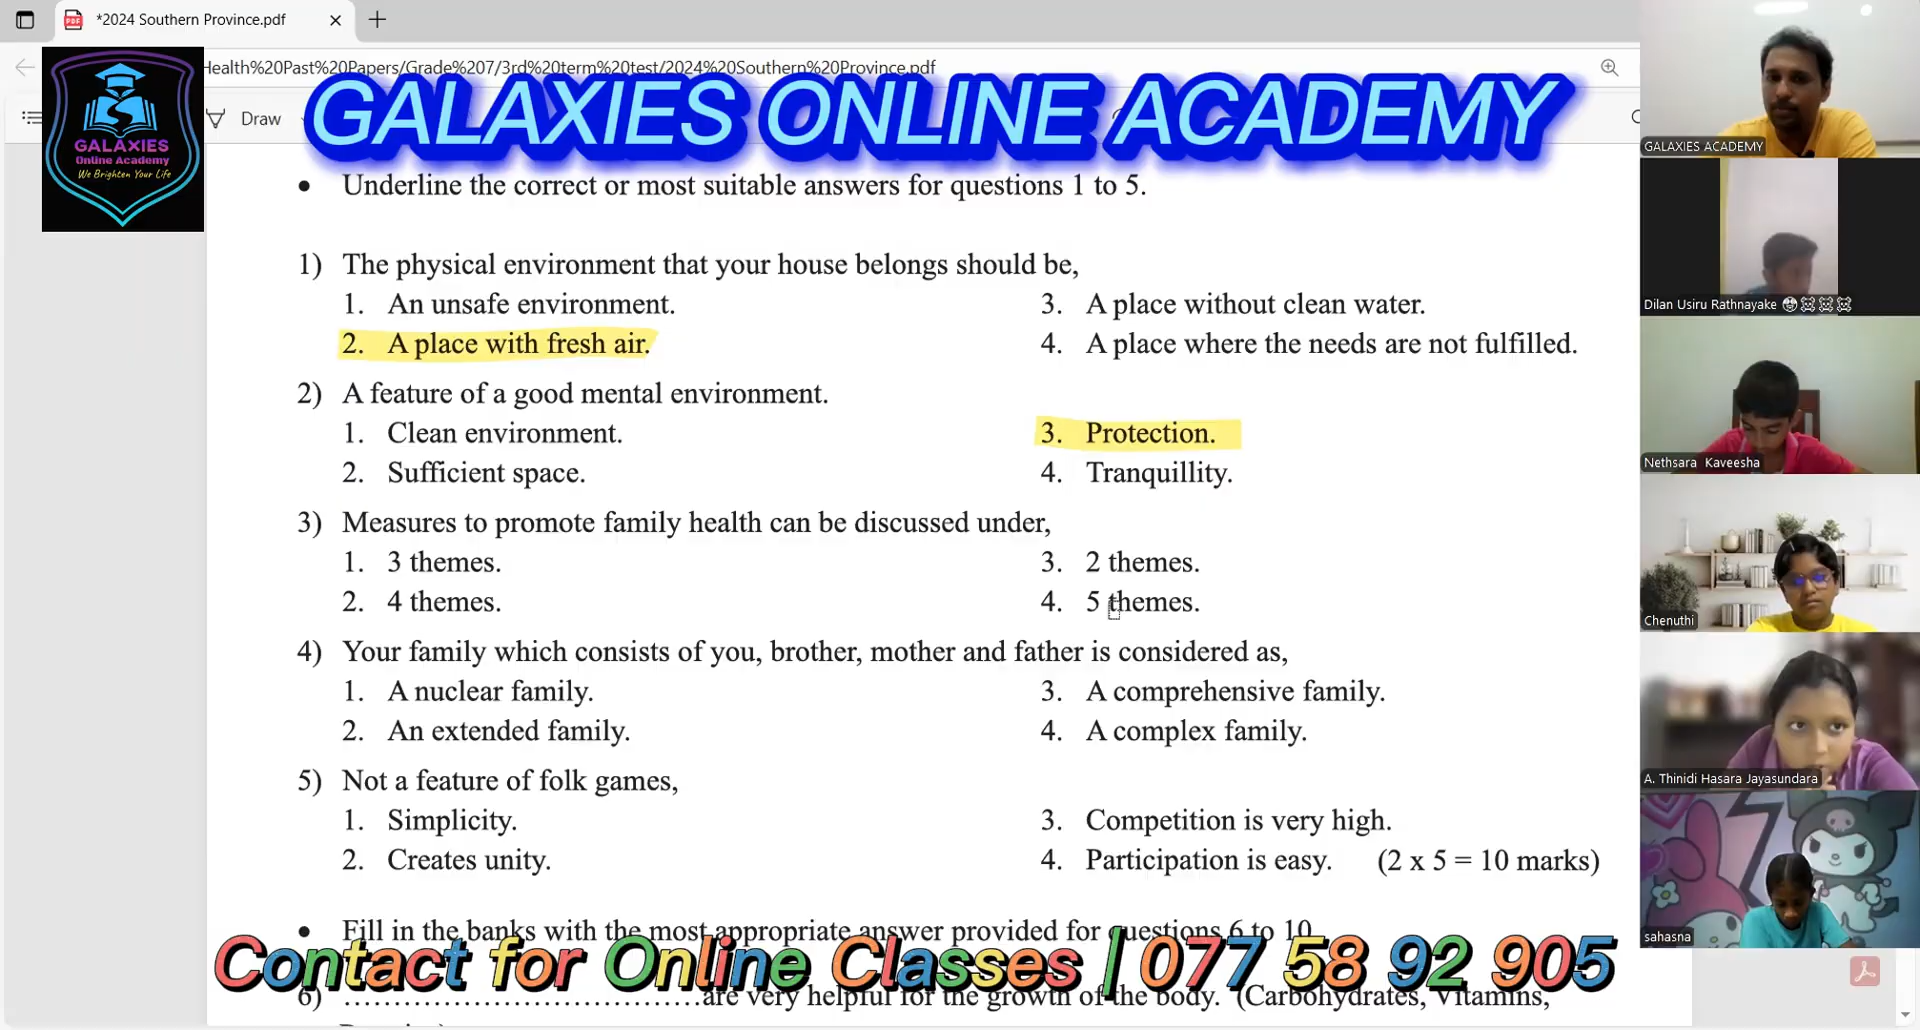 *2024 Southern Province.pdf
Health%20Past%20Papers/Grade%207/3rd%20term%20test/2024%20Southern%20Province.pdf
Draw
GALAXIES
Online Academy
We Brighten Your Life
GALAXIES ONLINE ACADEMY
• Underline the correct or most suitable answers for questions 1 to 5.
1) The physical environment that your house belongs should be,
1. An unsafe environment.
3. A place without clean water.
2. A place with fresh air.
4. A place where the needs are not fulfilled.
2) A feature of a good mental environment.
1. Clean environment.
3. Protection.
2. Sufficient space.
4. Tranquillity.
3) Measures to promote family health can be discussed under,
1. 3 themes.
3. 2 themes.
2. 4 themes.
4. 5 themes.
4) Your family which consists of you, brother, mother and father is considered as,
1. A nuclear family.
3. A comprehensive family.
2. An extended family.
4. A complex family.
5) Not a feature of folk games,
1. Simplicity.
3. Competition is very high.
2. Creates unity.
4. Participation is easy. (2 x 5 = 10 marks)
• Fill in the banks with the most appropriate answer provided for questions 6 to 10
Contact for Online Classes | 077 58 92 905
6) ..................................are very helpful for the growth of the body. (Carbohydrates, Vitamins,
GALAXIES ACADEMY
Dilan Usiru Rathnayake
Nethsara Kaveesha
Chenuthi
A. Thinidi Hasara Jayasundara
sahasna